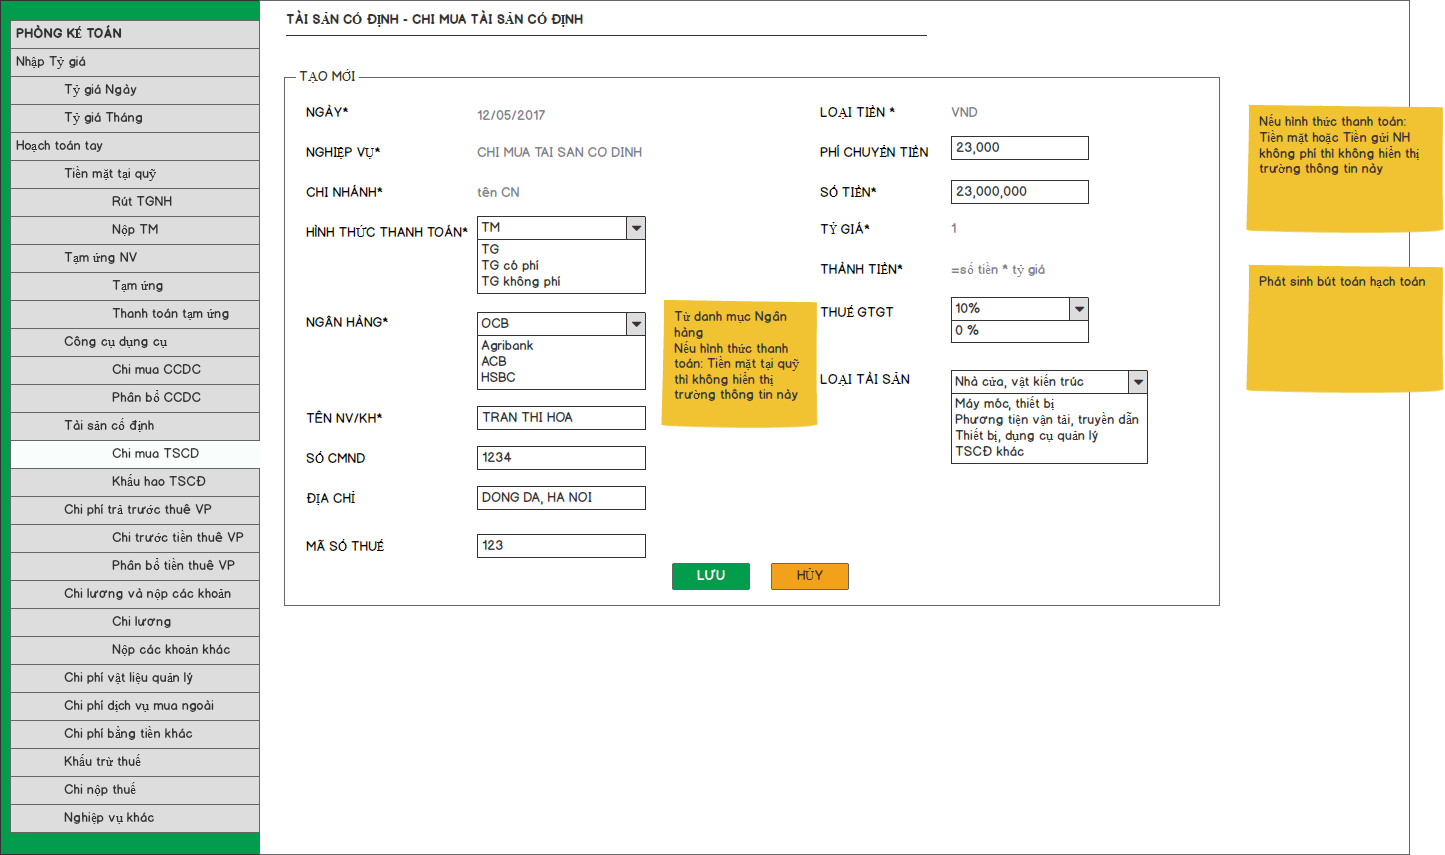 PHÒNG KẾ TOÁN
Nhập Tỷ giá
Tỷ giá Ngày
Tỷ giá Tháng
Hoạch toán tay
Tiền mặt tại quỹ
Rút TGNH
Nộp TM
Tạm ứng NV
Tạm ứng
Thanh toán tạm ứng
Công cụ dụng cụ
Chi mua CCDC
Phân bổ CCDC
Tài sản cố định
Chi mua TSCD
Khấu hao TSCĐ
Chi phí trả trước thuê VP
Chi trước tiền thuê VP
Phân bổ tiền thuê VP
Chi lương và nộp các khoản
Chi lương
Nộp các khoản khác
Chi phí vật liệu quản lý
Chi phí dịch vụ mua ngoài
Chi phí bằng tiền khác
Khấu trừ thuế
Chi nộp thuế
Nghiệp vụ khác
TÀI SẢN CỐ ĐỊNH - CHI MUA TÀI SẢN CỐ ĐỊNH
TẠO MỚI
NGÀY* 12/05/2017
NGHIỆP VỤ* CHI MUA TAI SAN CO DINH
CHI NHÁNH* tên CN
HÌNH THỨC THANH TOÁN* TM
TG
TG có phí
TG không phí
NGÂN HÀNG* OCB
Agribank
ACB
HSBC
TÊN NV/KH* TRAN THI HOA
SỐ CMND 1234
ĐỊA CHỈ DONG DA, HA NOI
MÃ SỐ THUẾ 123
Từ danh mục Ngân
hàng
Nếu hình thức thanh
toán: Tiền mặt tại quỹ
thì không hiển thị
trường thông tin này
LOẠI TIỀN * VND
PHÍ CHUYỂN TIỀN 23,000
SỐ TIỀN* 23,000,000
TỶ GIÁ* 1
THÀNH TIỀN* =số tiền * tỷ giá
THUẾ GTGT 10%
0 %
LOẠI TÀI SẢN Nhà cửa, vật kiến trúc
Máy móc, thiết bị
Phương tiện vận tải, truyền dẫn
Thiết bị, dụng cụ quản lý
TSCĐ khác
LƯU HỦY
Nếu hình thức thanh toán:
Tiền mặt hoặc Tiền gửi NH
không phí thì không hiển thị
trường thông tin này
Phát sinh bút toán hạch toán